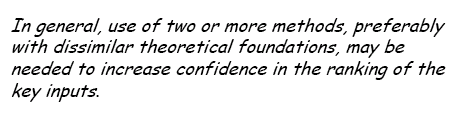 In general, use of two or more methods, preferably
with dissimilar theoretical foundations, may be
needed to increase confidence in the ranking of the
key inputs.